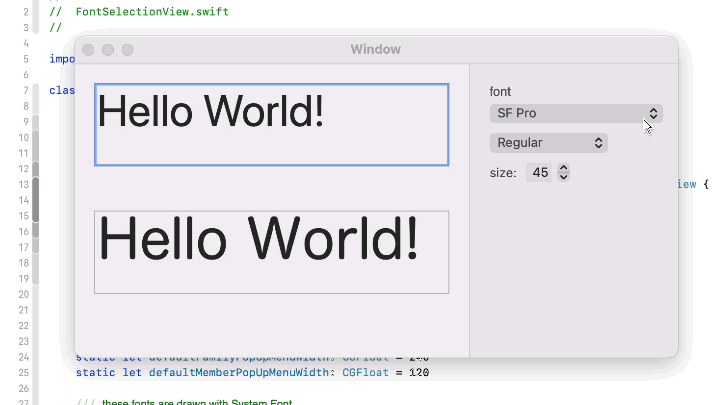 2 // FontSelectionView.swift
3 //
4
5 impo
6
7 clas
8
9
10
11
12
13 iew {
14
15
16
17
18
19
20
21
22
23
24 static let defaultFamilyPopUpMenuWidth: CGFloat = 240
25 static let defaultMemberPopUpMenuWidth: CGFloat = 120
26
27 /// these fonts are drawn with System Font
Window
Hello World!
Hello World!
font
SF Pro
Regular
size: 45